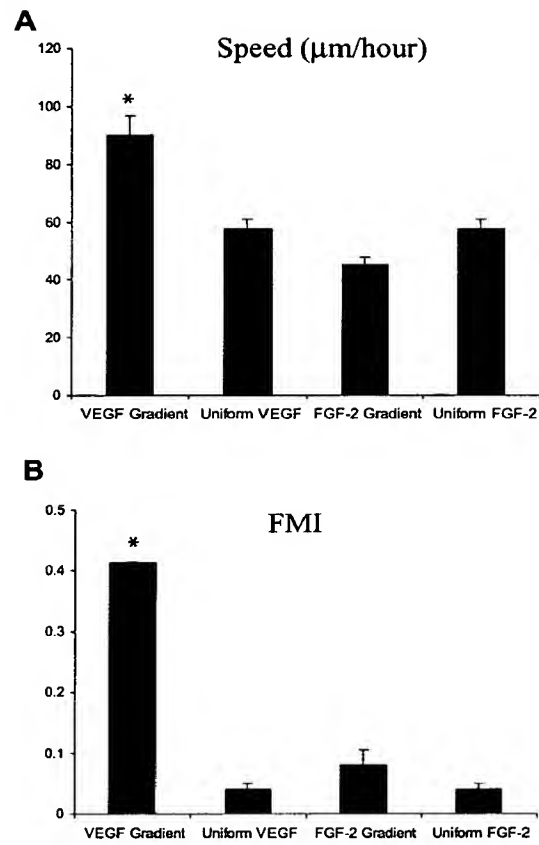 A
Speed (μm/hour)
120
100
80
60
40
20
0
*
VEGF Gradient Uniform VEGF FGF-2 Gradient Uniform FGF-2
B
FMI
0.5
0.4
0.3
0.2
0.1
0
*
VEGF Gradient Uniform VEGF FGF-2 Gradient Uniform FGF-2